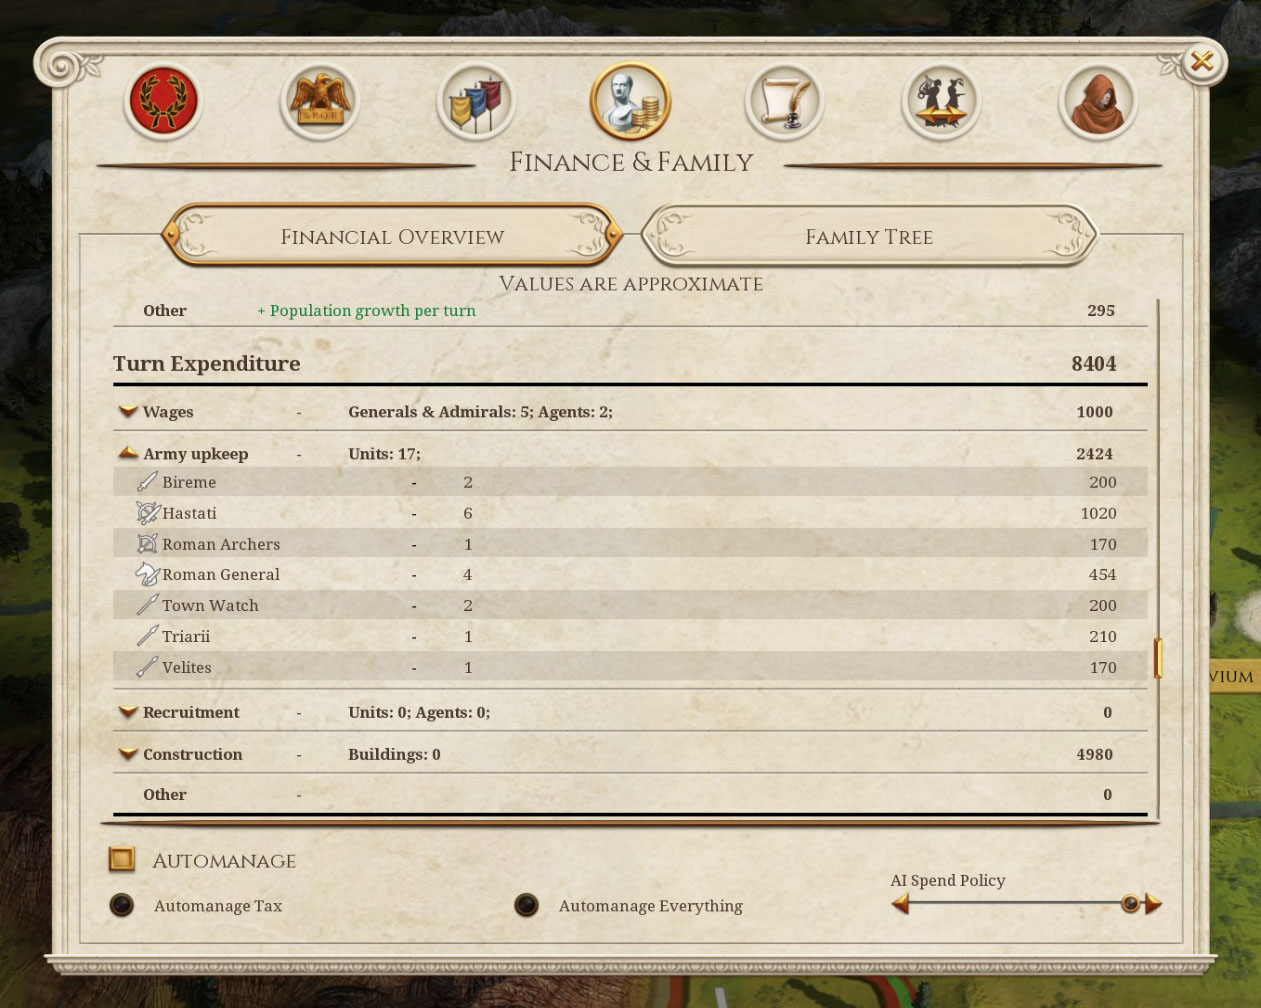 Finance & Family
Financial Overview
Family Tree
Values are approximate
Other + Population growth per turn 295
Turn Expenditure 8404
Wages - Generals & Admirals: 5; Agents: 2; 1000
Army upkeep - Units: 17; 2424
Bireme - 2 200
Hastati - 6 1020
Roman Archers - 1 170
Roman General - 4 454
Town Watch - 2 200
Triarii - 1 210
Velites - 1 170
VIUM
Recruitment - Units: 0; Agents: 0; 0
Construction - Buildings: 0 4980
Other - 0
Automanage
AI Spend Policy
Automanage Tax
Automanage Everything